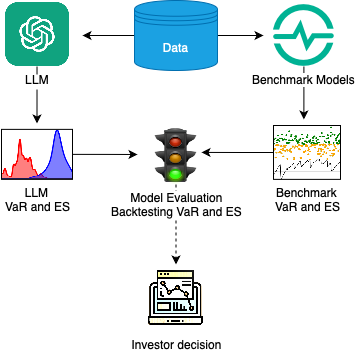 Data
LLM
Benchmark Models
LLM
VaR and ES
Model Evaluation
Backtesting VaR and ES
Benchmark
VaR and ES
Investor decision